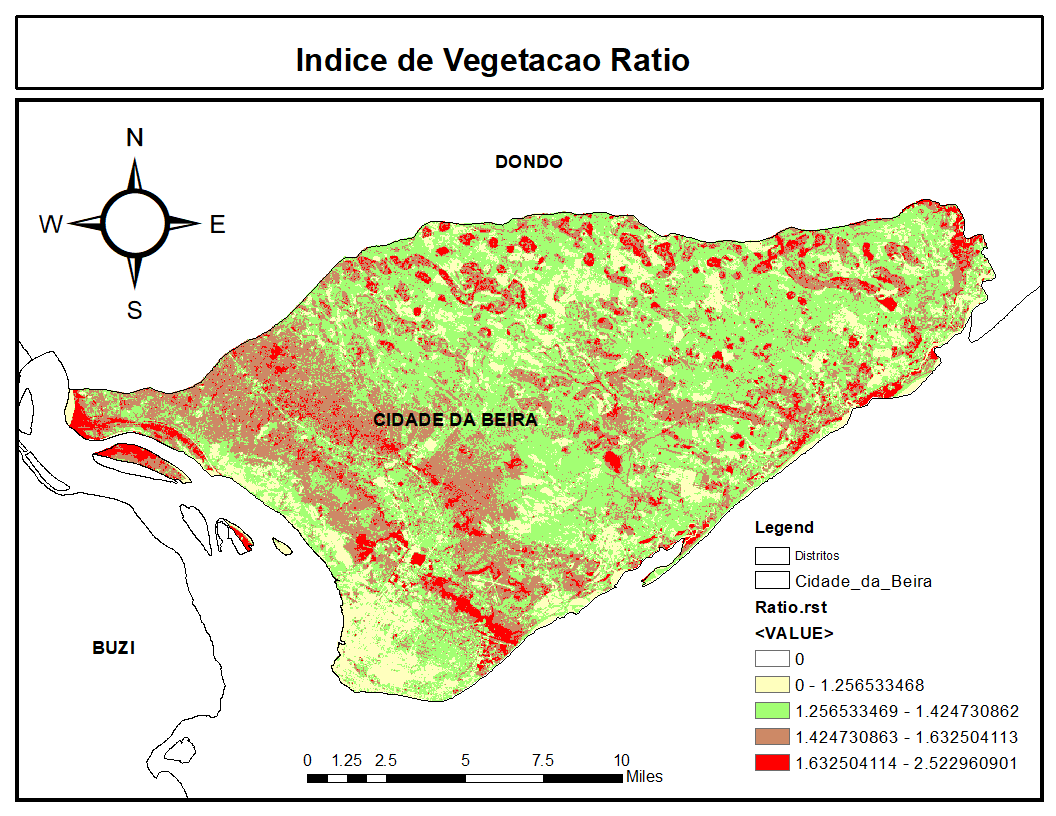 Indice de Vegetacao Ratio
N
W
E
S
DONDO
CIDADE DA BEIRA
BUZI
Legend
Distritos
Cidade_da_Beira
Ratio.rst
<VALUE>
0
0 - 1.256533468
1.256533469 - 1.424730862
1.424730863 - 1.632504113
1.632504114 - 2.522960901
0 1.25 2.5 5 7.5 10
Miles